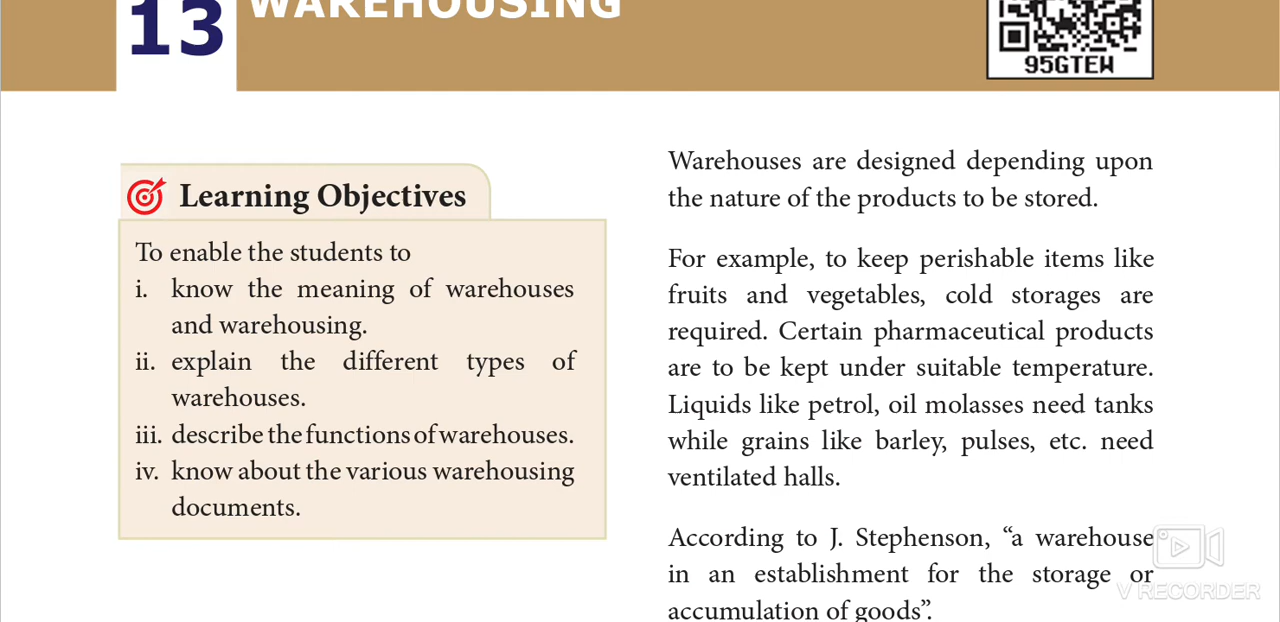 13
WAREHOUSING
95GTEW
Learning Objectives
To enable the students to
i. know the meaning of warehouses
and warehousing.
ii. explain the different types of
warehouses.
iii. describe the functions of warehouses.
iv. know about the various warehousing
documents.
Warehouses are designed depending upon
the nature of the products to be stored.
For example, to keep perishable items like
fruits and vegetables, cold storages are
required. Certain pharmaceutical products
are to be kept under suitable temperature.
Liquids like petrol, oil molasses need tanks
while grains like barley, pulses, etc. need
ventilated halls.
According to J. Stephenson, “a warehouse
in an establishment for the storage or
accumulation of goods”.
V RECORDER